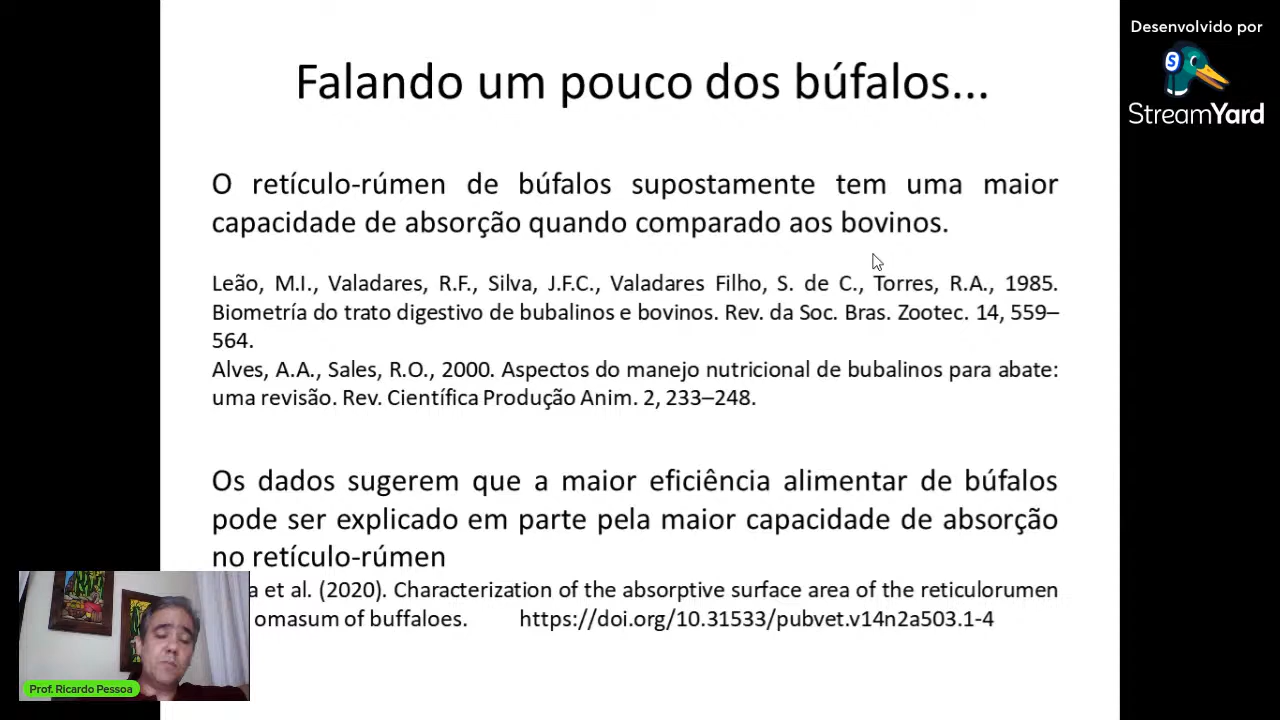 Desenvolvido por
StreamYard
Falando um pouco dos búfalos...
O retículo-rúmen de búfalos supostamente tem uma maior
capacidade de absorção quando comparado aos bovinos.
Leão, M.I., Valadares, R.F., Silva, J.F.C., Valadares Filho, S. de C., Torres, R.A., 1985.
Biometría do trato digestivo de bubalinos e bovinos. Rev. da Soc. Bras. Zootec. 14, 559–
564.
Alves, A.A., Sales, R.O., 2000. Aspectos do manejo nutricional de bubalinos para abate:
uma revisão. Rev. Científica Produção Anim. 2, 233–248.
Os dados sugerem que a maior eficiência alimentar de búfalos
pode ser explicado em parte pela maior capacidade de absorção
no retículo-rúmen
et al. (2020). Characterization of the absorptive surface area of the reticulorumen
omasum of buffaloes. https://doi.org/10.31533/pubvet.v14n2a503.1-4
Prof. Ricardo Pessoa